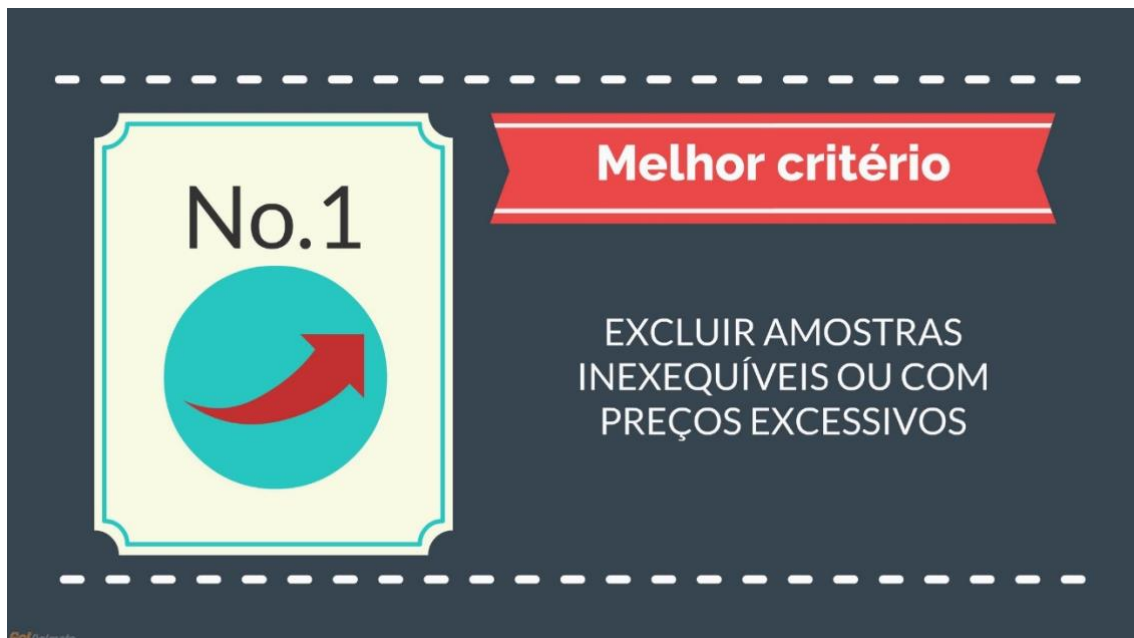 No.1
Melhor critério
EXCLUIR AMOSTRAS
INEXEQUÍVEIS OU COM
PREÇOS EXCESSIVOS